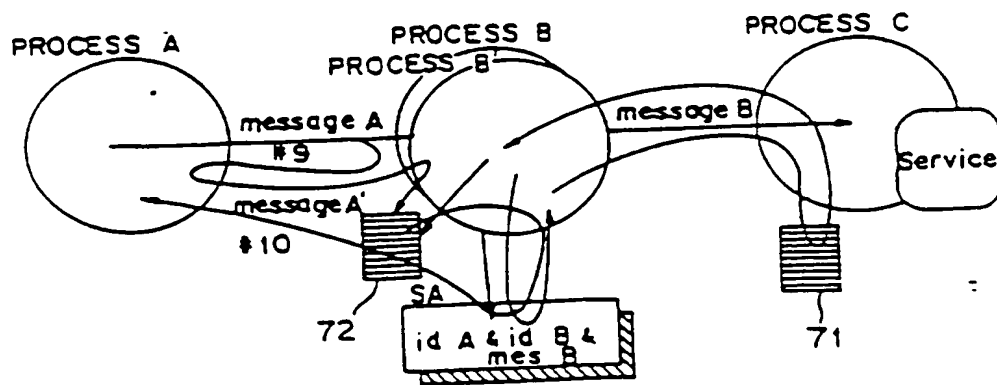 PROCESS A
PROCESS B
PROCESS B'
PROCESS C
message A
#9
message B
Service
message A'
#10
72
SA
71
id A & id B &
mes B